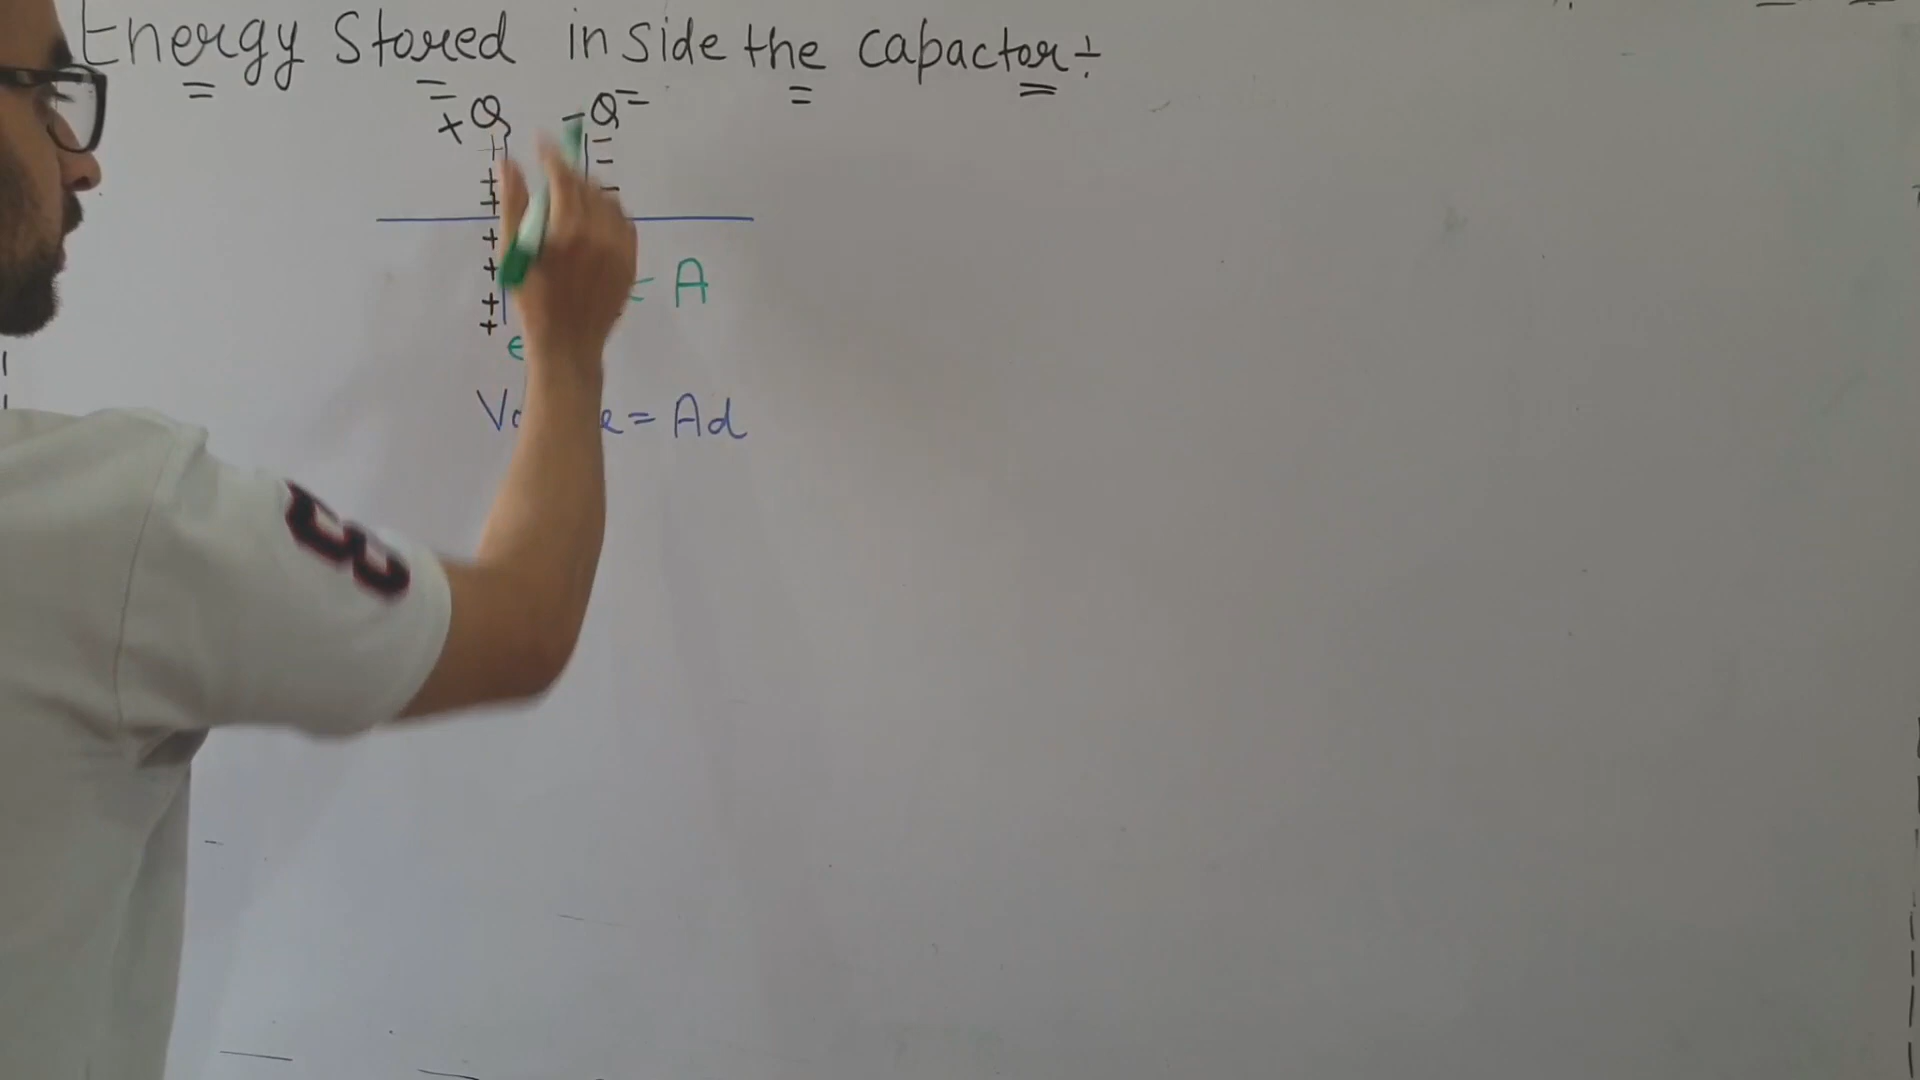 Energy Stored inside the capactor÷
+Q -Q
+ -
+ -
+ -
+
+
+
+
A
= Ad